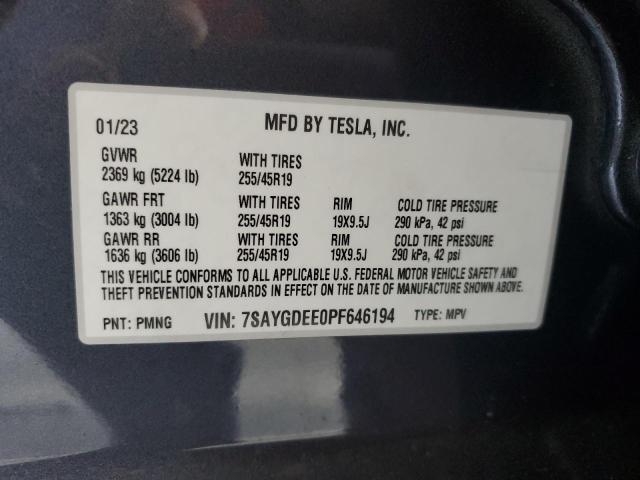 01/23 MFD BY TESLA, INC.
GVWR WITH TIRES
2369 kg (5224 lb) 255/45R19
GAWR FRT WITH TIRES RIM COLD TIRE PRESSURE
1363 kg (3004 lb) 255/45R19 19X9.5J 290 kPa, 42 psi
GAWR RR WITH TIRES RIM COLD TIRE PRESSURE
1636 kg (3606 lb) 255/45R19 19X9.5J 290 kPa, 42 psi
THIS VEHICLE CONFORMS TO ALL APPLICABLE U.S. FEDERAL MOTOR VEHICLE SAFETY AND
THEFT PREVENTION STANDARDS IN EFFECT ON THE DATE OF MANUFACTURE SHOWN ABOVE.
PNT: PMNG VIN: 7SAYGDEE0PF646194 TYPE: MPV